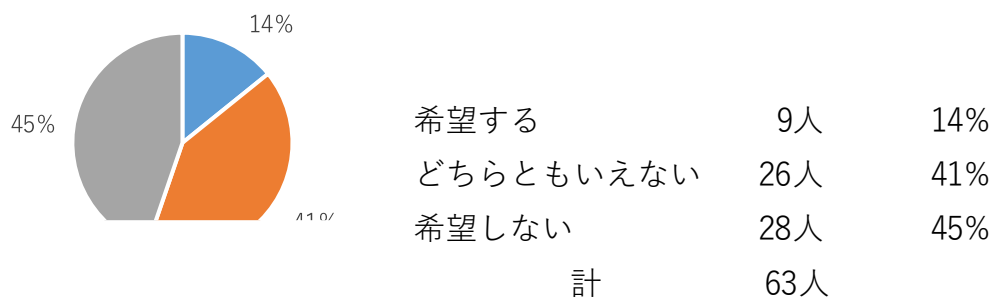 14%
45%
41%
希望する 9人 14%
どちらともいえない 26人 41%
希望しない 28人 45%
計 63人